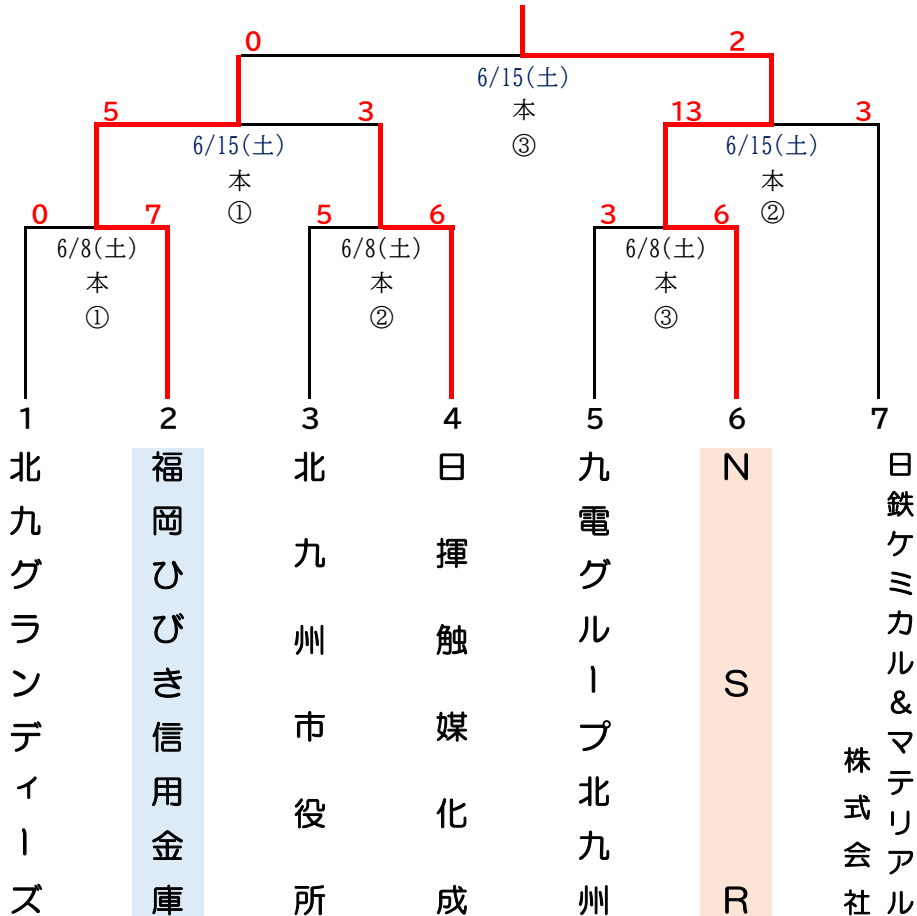 0
2
6/15(土)
本
③
5
3
13
3
6/15(土)
本
①
6/15(土)
本
②
0
7
5
6
3
6
6/8(土)
本
①
6/8(土)
本
②
6/8(土)
本
③
1
2
3
4
5
6
7
北九グランディーズ
福岡ひびき信用金庫
北九州市役所
日揮触媒化成
九電グループ北九州
NSR
日鉄ケミカル&マテリアル
株式会社